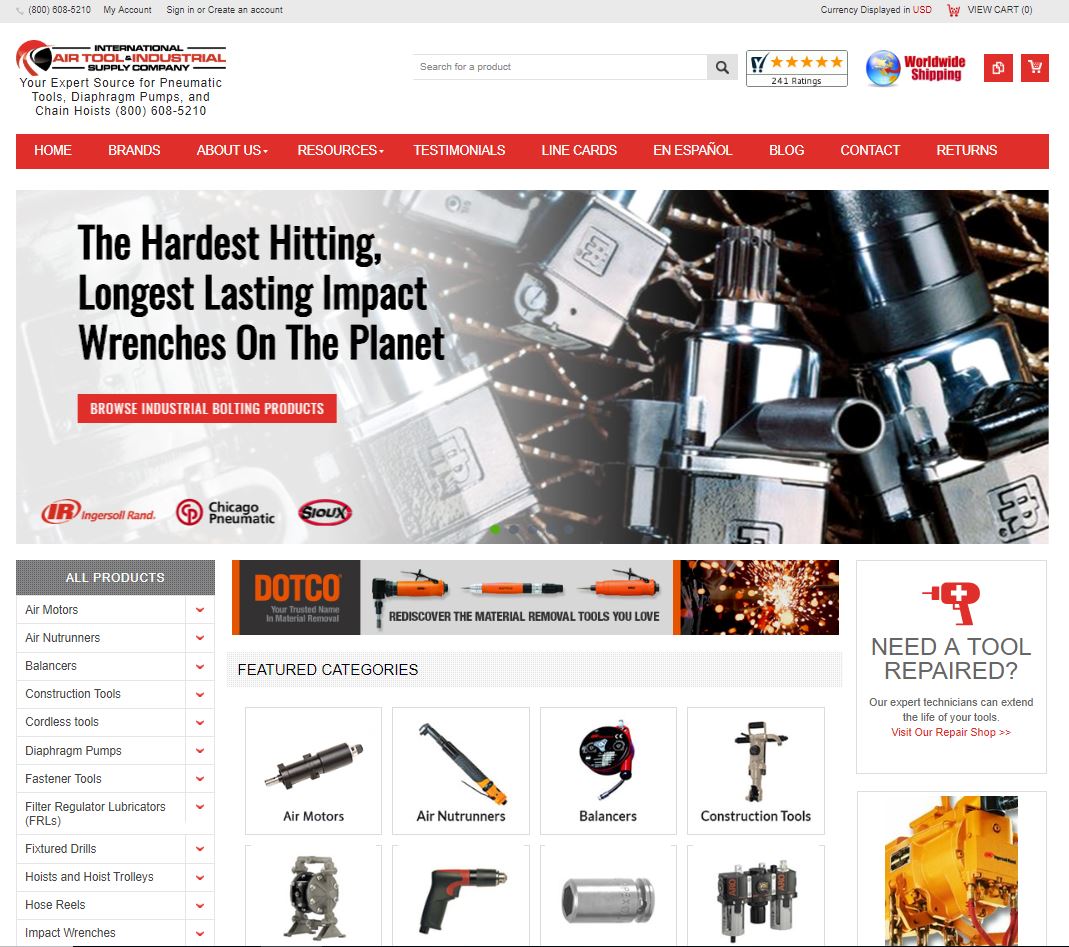 (800) 608-5210 My Account Sign in or Create an account Currency Displayed in USD VIEW CART (0)
INTERNATIONAL
AIR TOOL & INDUSTRIAL
SUPPLY COMPANY
Your Expert Source for Pneumatic
Tools, Diaphragm Pumps, and
Chain Hoists (800) 608-5210
Search for a product
241 Ratings
Worldwide
Shipping
HOME BRANDS ABOUT US RESOURCES TESTIMONIALS LINE CARDS EN ESPAÑOL BLOG CONTACT RETURNS
The Hardest Hitting,
Longest Lasting Impact
Wrenches On The Planet
BROWSE INDUSTRIAL BOLTING PRODUCTS
IR Ingersoll Rand.
Chicago
Pneumatic
SIOUX
ALL PRODUCTS
Air Motors
Air Nutrunners
Balancers
Construction Tools
Cordless tools
Diaphragm Pumps
Fastener Tools
Filter Regulator Lubricators
(FRLs)
Fixtured Drills
Hoists and Hoist Trolleys
Hose Reels
Impact Wrenches
DOTCO
Your Trusted Name
In Material Removal
REDISCOVER THE MATERIAL REMOVAL TOOLS YOU LOVE
FEATURED CATEGORIES
Air Motors
Air Nutrunners
Balancers
Construction Tools
ARO ARO
NEED A TOOL
REPAIRED?
Our expert technicians can extend
the life of your tools.
Visit Our Repair Shop >>